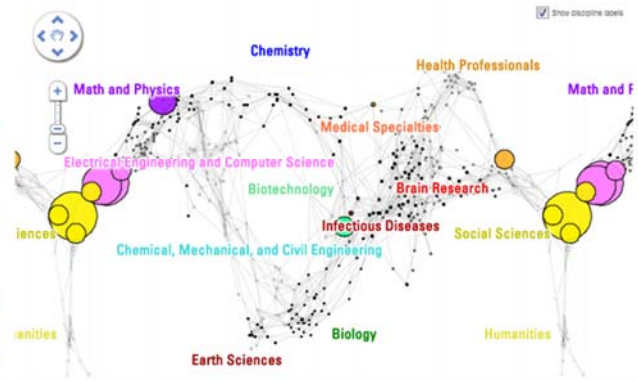 Show discipline labels
Chemistry
Health Professionals
Math and Physics
Math and F
Medical Specialties
Electrical Engineering and Computer Science
Biotechnology
Brain Research
Infectious Diseases
iences
Social Sciences
Chemical, Mechanical, and Civil Engineering
anities
Biology
Humanities
Earth Sciences